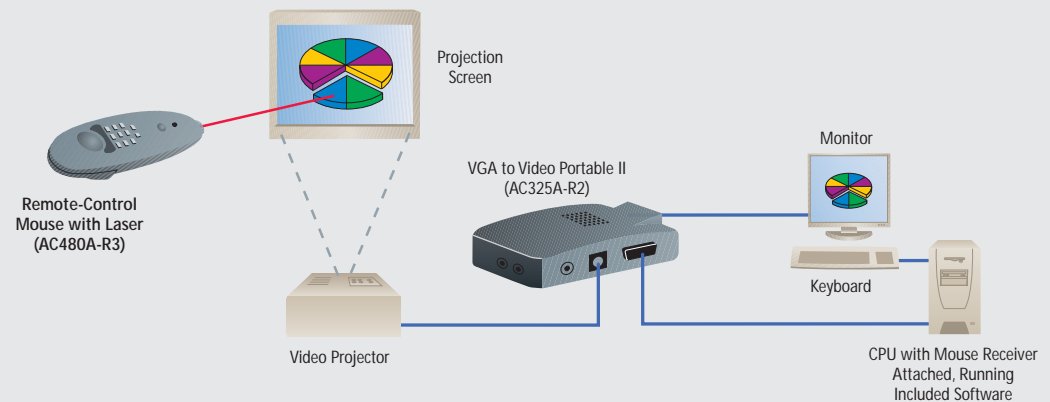 Projection
Screen
Remote-Control
Mouse with Laser
(AC480A-R3)
VGA to Video Portable II
(AC325A-R2)
Monitor
Keyboard
Video Projector
CPU with Mouse Receiver
Attached, Running
Included Software